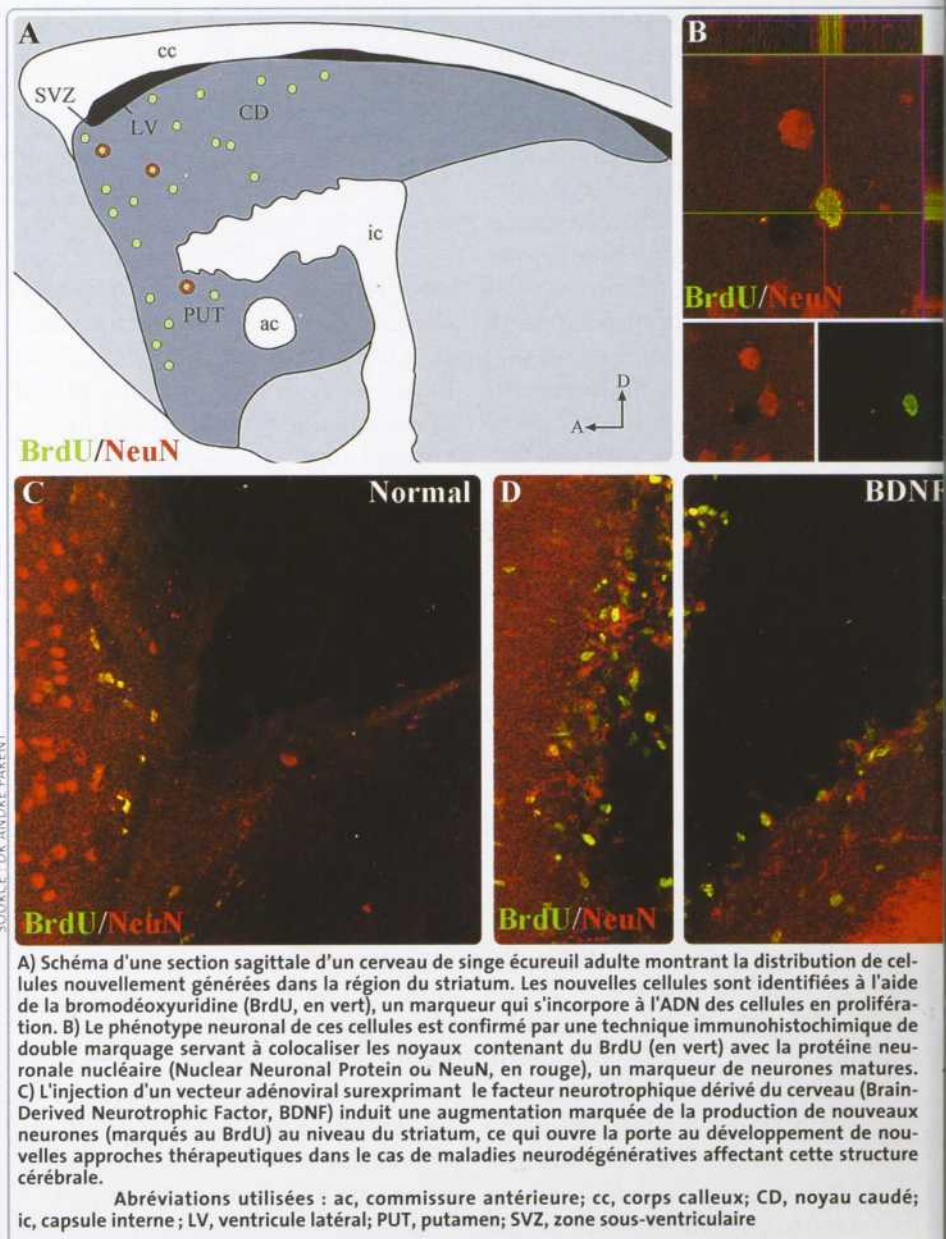 A
cc
SVZ
LV
CD
ic
PUT
ac
D
A
BrdU/NeuN
B
BrdU/NeuN
C
Normal
BrdU/NeuN
D
BrdU/NeuN
BDNF
SOURCE : DR ANDRÉ PARENT
A) Schéma d'une section sagittale d'un cerveau de singe écureuil adulte montrant la distribution de cel-
lules nouvellement générées dans la région du striatum. Les nouvelles cellules sont identifiées à l'aide
de la bromodéoxyuridine (BrdU, en vert), un marqueur qui s'incorpore à l'ADN des cellules en proliféra-
tion. B) Le phénotype neuronal de ces cellules est confirmé par une technique immunohistochimique de
double marquage servant à colocaliser les noyaux contenant du BrdU (en vert) avec la protéine neu-
ronale nucléaire (Nuclear Neuronal Protein ou NeuN, en rouge), un marqueur de neurones matures.
C) L'injection d'un vecteur adénoviral surexprimant le facteur neurotrophique dérivé du cerveau (Brain-
Derived Neurotrophic Factor, BDNF) induit une augmentation marquée de la production de nouveaux
neurones (marqués au BrdU) au niveau du striatum, ce qui ouvre la porte au développement de nou-
velles approches thérapeutiques dans le cas de maladies neurodégénératives affectant cette structure
cérébrale.
Abréviations utilisées : ac, commissure antérieure; cc, corps calleux; CD, noyau caudé;
ic, capsule interne ; LV, ventricule latéral; PUT, putamen; SVZ, zone sous-ventriculaire